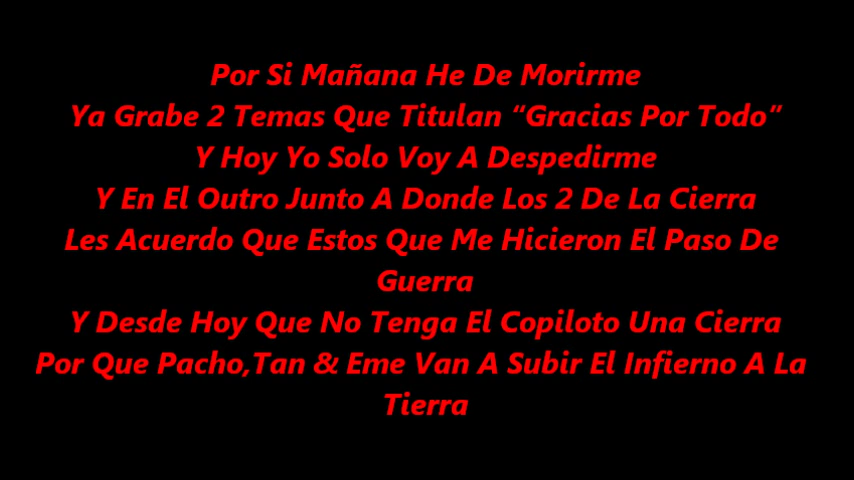 Por Si Mañana He De Morirme
Ya Grabe 2 Temas Que Titulan “Gracias Por Todo”
Y Hoy Yo Solo Voy A Despedirme
Y En El Outro Junto A Donde Los 2 De La Cierra
Les Acuerdo Que Estos Que Me Hicieron El Paso De
Guerra
Y Desde Hoy Que No Tenga El Copiloto Una Cierra
Por Que Pacho,Tan & Eme Van A Subir El Infierno A La
Tierra